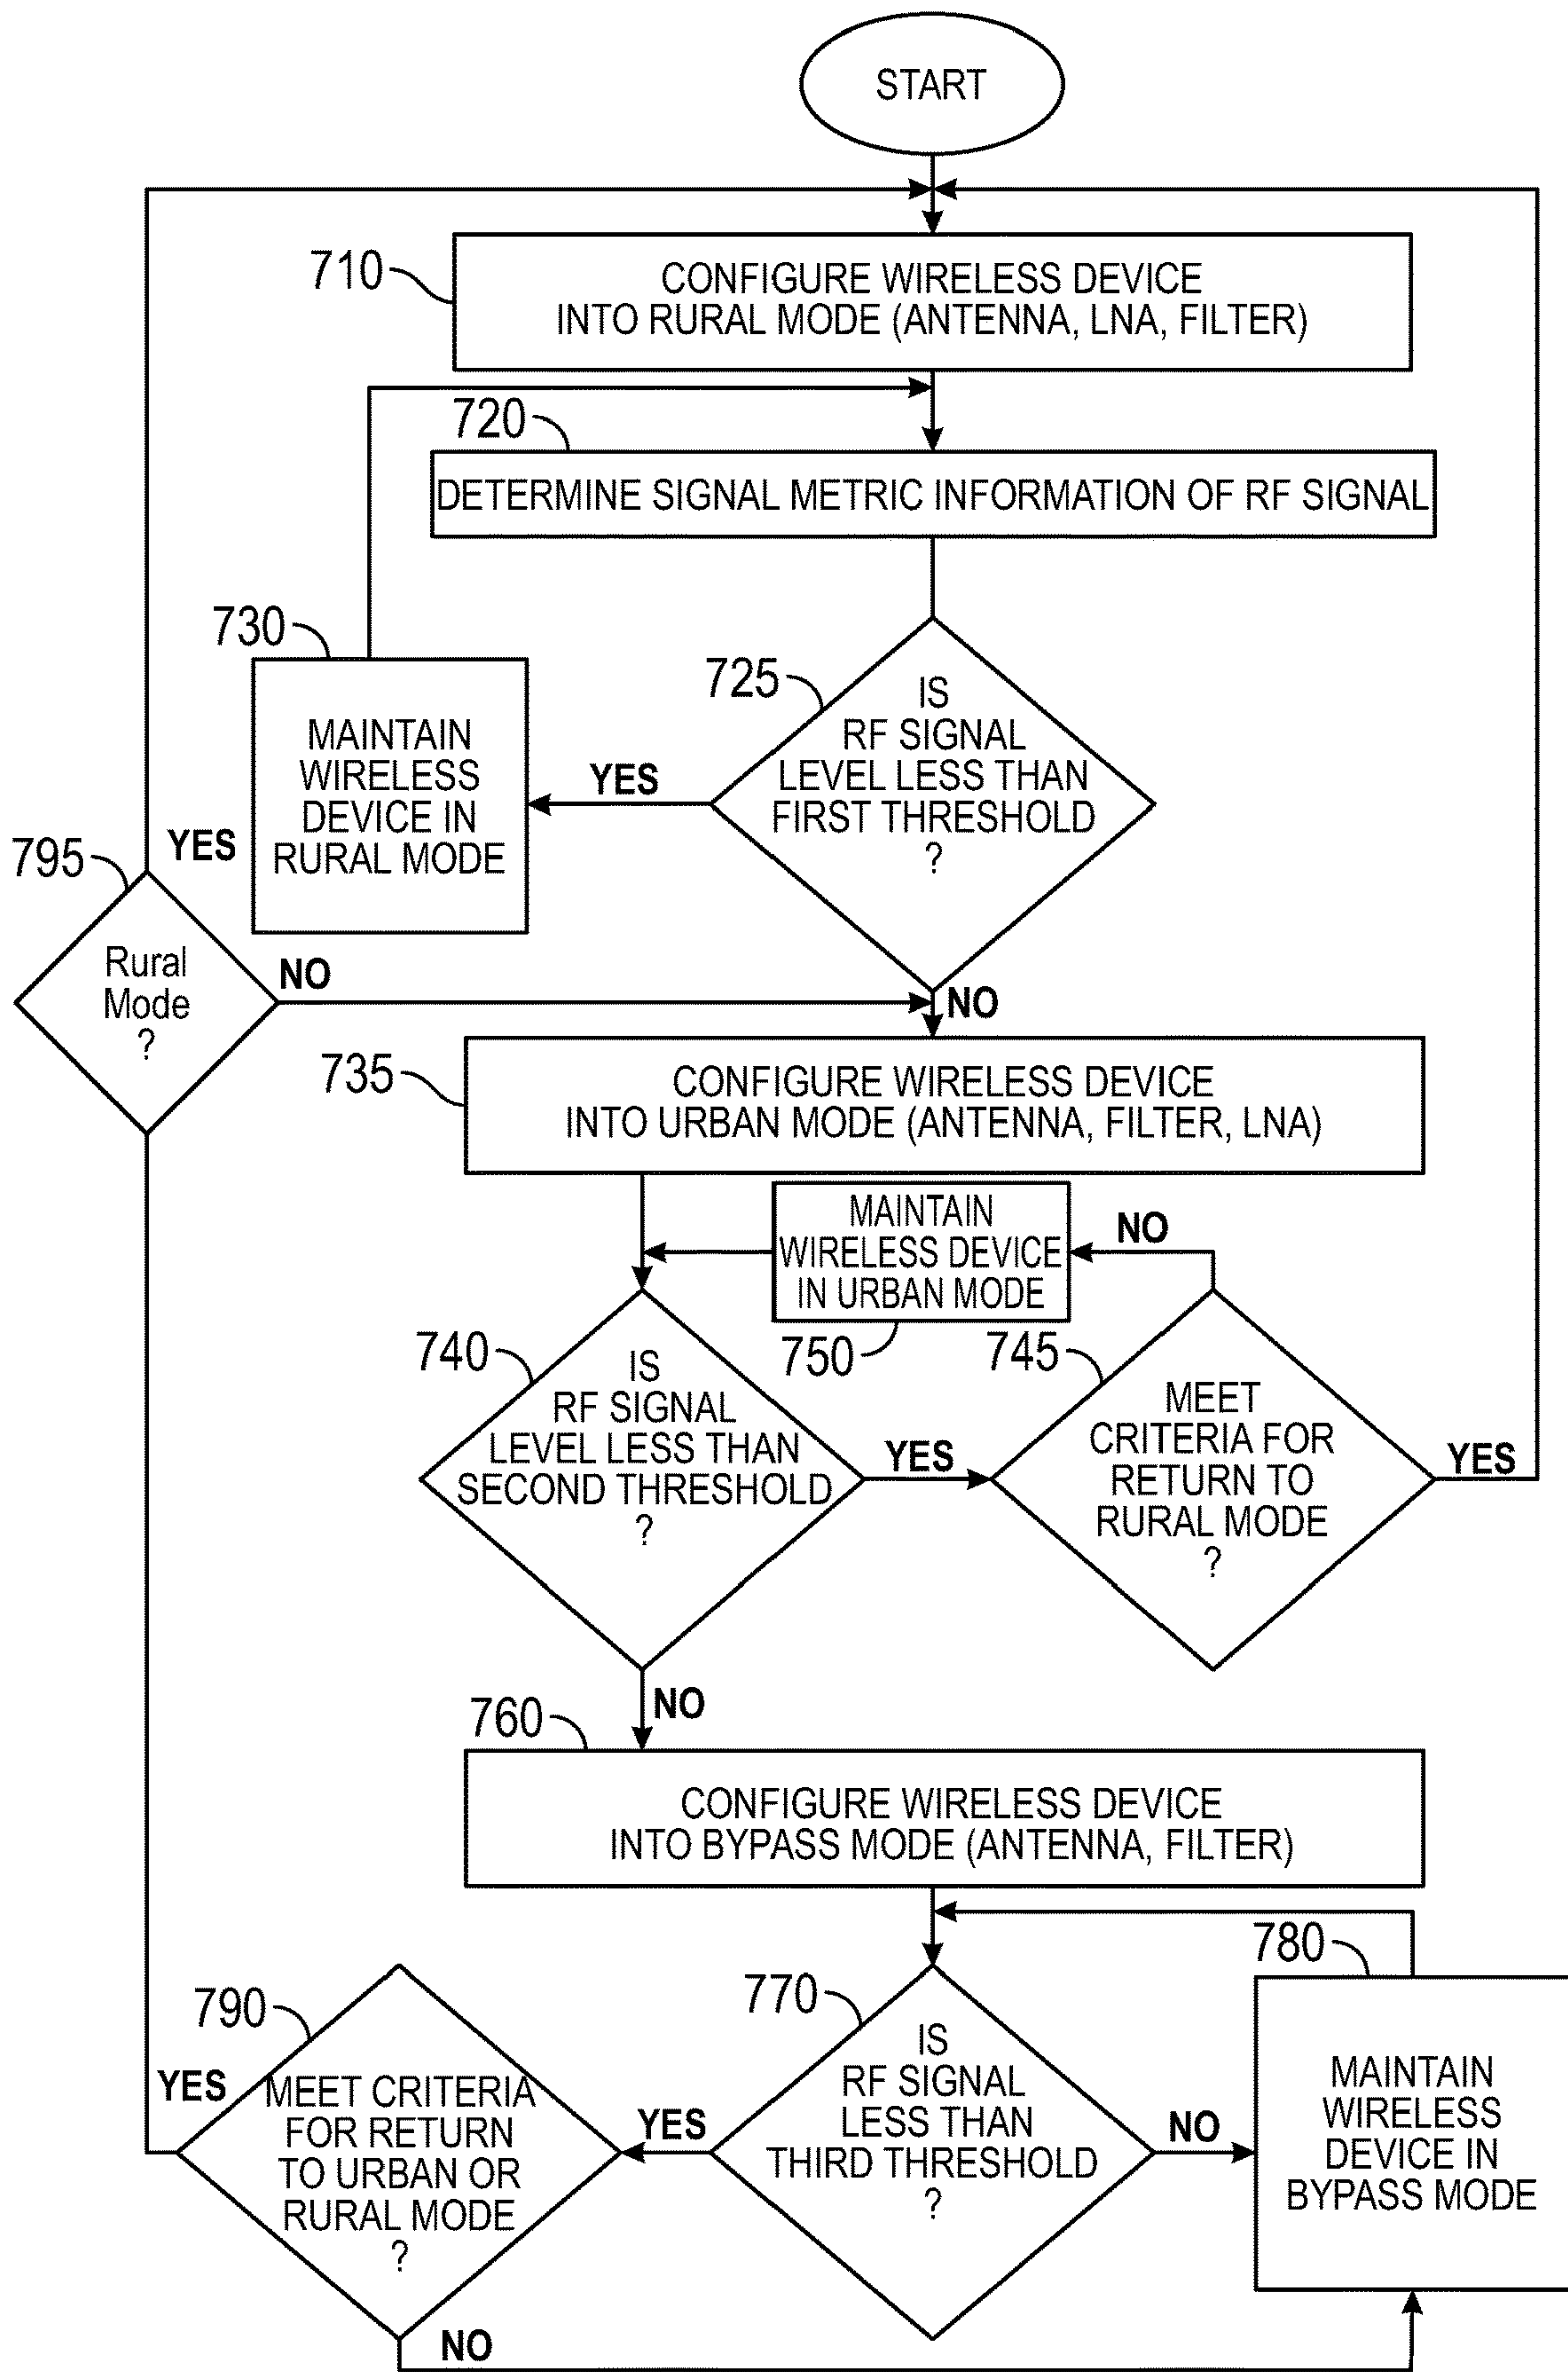 START
710
CONFIGURE WIRELESS DEVICE
INTO RURAL MODE (ANTENNA, LNA, FILTER)
720
DETERMINE SIGNAL METRIC INFORMATION OF RF SIGNAL
730
MAINTAIN
WIRELESS
DEVICE IN
RURAL MODE
YES
725
IS
RF SIGNAL
LEVEL LESS THAN
FIRST THRESHOLD
?
795
YES
Rural
Mode
?
NO
NO
735
CONFIGURE WIRELESS DEVICE
INTO URBAN MODE (ANTENNA, FILTER, LNA)
MAINTAIN
WIRELESS DEVICE
IN URBAN MODE
NO
750
740
IS
RF SIGNAL
LEVEL LESS THAN
SECOND THRESHOLD
?
YES
745
MEET
CRITERIA FOR
RETURN TO
RURAL MODE
?
YES
NO
760
CONFIGURE WIRELESS DEVICE
INTO BYPASS MODE (ANTENNA, FILTER)
790
YES
MEET CRITERIA
FOR RETURN
TO URBAN OR
RURAL MODE
?
YES
770
IS
RF SIGNAL
LESS THAN
THIRD THRESHOLD
?
NO
780
MAINTAIN
WIRELESS
DEVICE IN
BYPASS MODE
NO